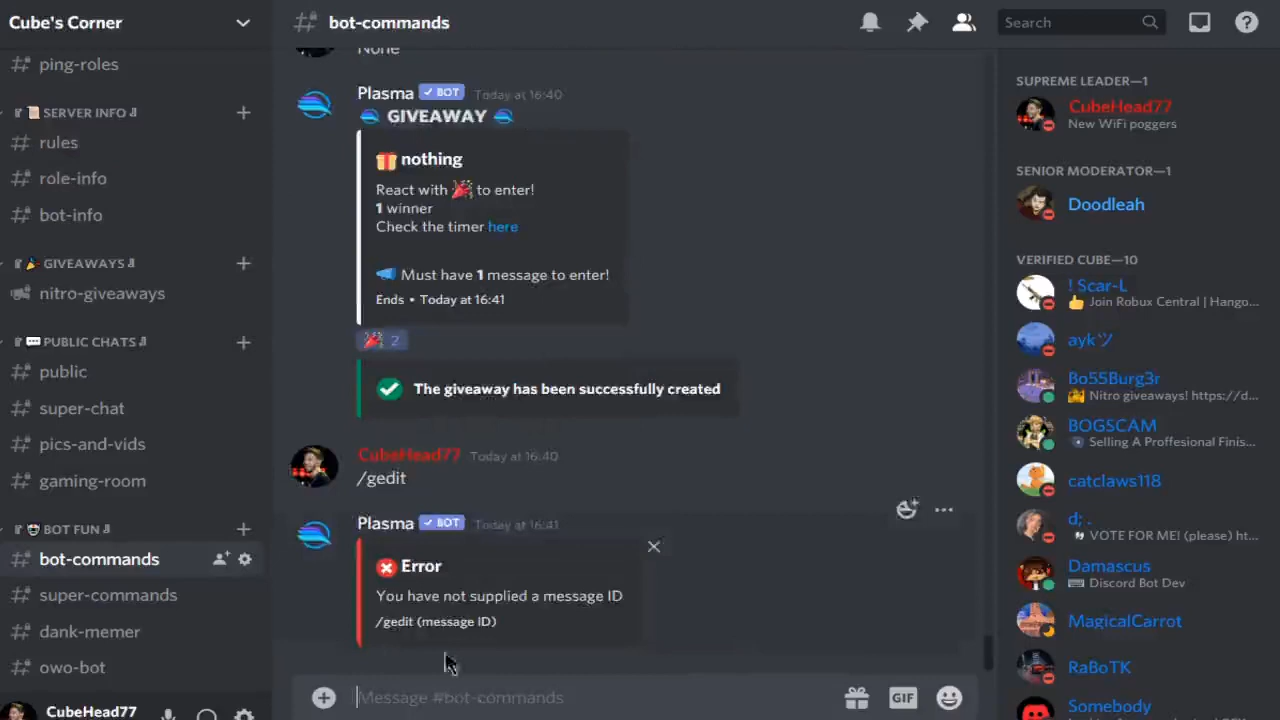 Cube's Corner
ping-roles
SERVER INFO
rules
role-info
bot-info
GIVEAWAYS
nitro-giveaways
PUBLIC CHATS
public
super-chat
pics-and-vids
gaming-room
BOT FUN
bot-commands
super-commands
dank-memer
owo-bot
CubeHead77
bot-commands
None
Plasma ✓ BOT Today at 16:40
GIVEAWAY
nothing
React with 🎉 to enter!
1 winner
Check the timer here
Must have 1 message to enter!
Ends • Today at 16:41
2
The giveaway has been successfully created
CubeHead77 Today at 16:40
/gedit
Plasma ✓ BOT Today at 16:41
Error
You have not supplied a message ID
/gedit (message ID)
Message #bot-commands
GIF
Search
SUPREME LEADER—1
CubeHead77
New WiFi poggers
SENIOR MODERATOR—1
Doodleah
VERIFIED CUBE—10
! Scar-L
👍 Join Robux Central | Hango...
aykツ
Bo55Burg3r
Nitro giveaways! https://d...
BOGSCAM
Selling A Proffesional Finis...
catclaws118
d; .
VOTE FOR ME! (please) ht...
Damascus
Discord Bot Dev
MagicalCarrot
RaBoTK
Somebody